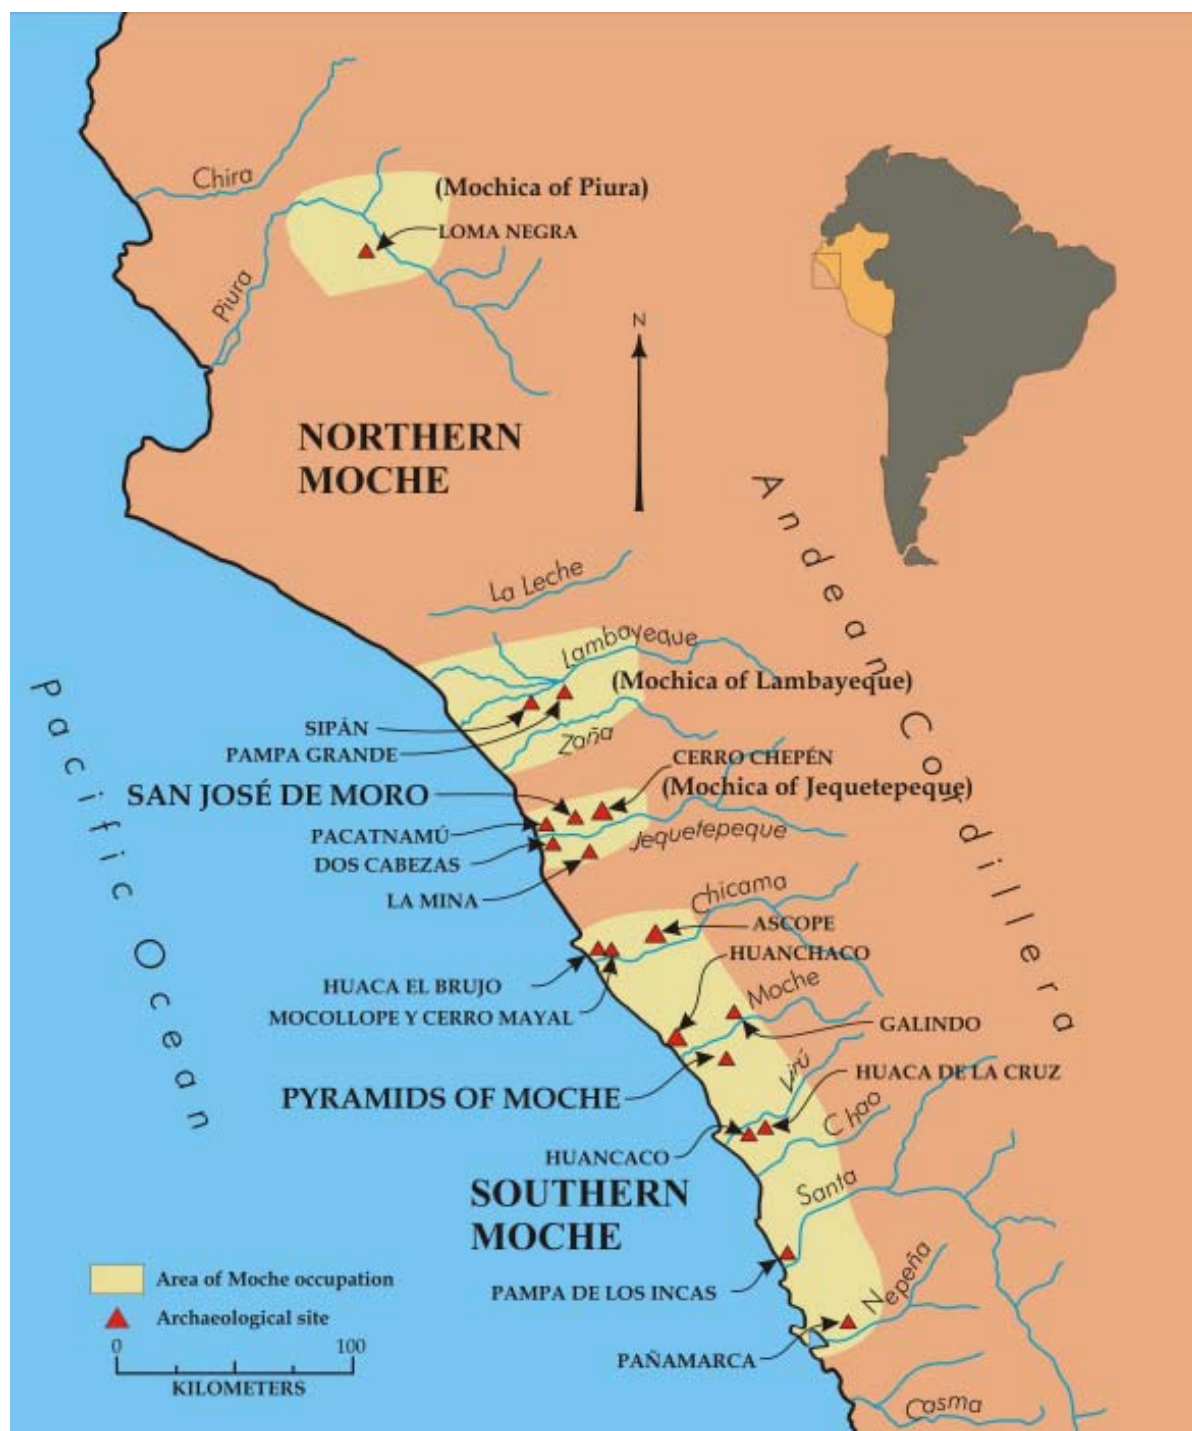 Chira
(Mochica of Piura)
LOMA NEGRA
Piura
N
NORTHERN
MOCHE
Andean Cordillera
La Leche
Lambayeque
(Mochica of Lambayeque)
SIPÁN
PAMPA GRANDE
Zaña
CERRO CHEPÉN
(Mochica of Jequetepeque)
SAN JOSÉ DE MORO
PACATNAMÚ
Jequetepeque
DOS CABEZAS
LA MINA
Pacific Ocean
Chicama
ASCOPE
HUANCHACO
HUACA EL BRUJO
MOCOLLOPE Y CERRO MAYAL
Moche
GALINDO
PYRAMIDS OF MOCHE
Virú
HUACA DE LA CRUZ
Chao
HUANCACO
SOUTHERN
MOCHE
Santa
PAMPA DE LOS INCAS
Nepeña
PAÑAMARCA
Casma
Area of Moche occupation
Archaeological site
0 100
KILOMETERS